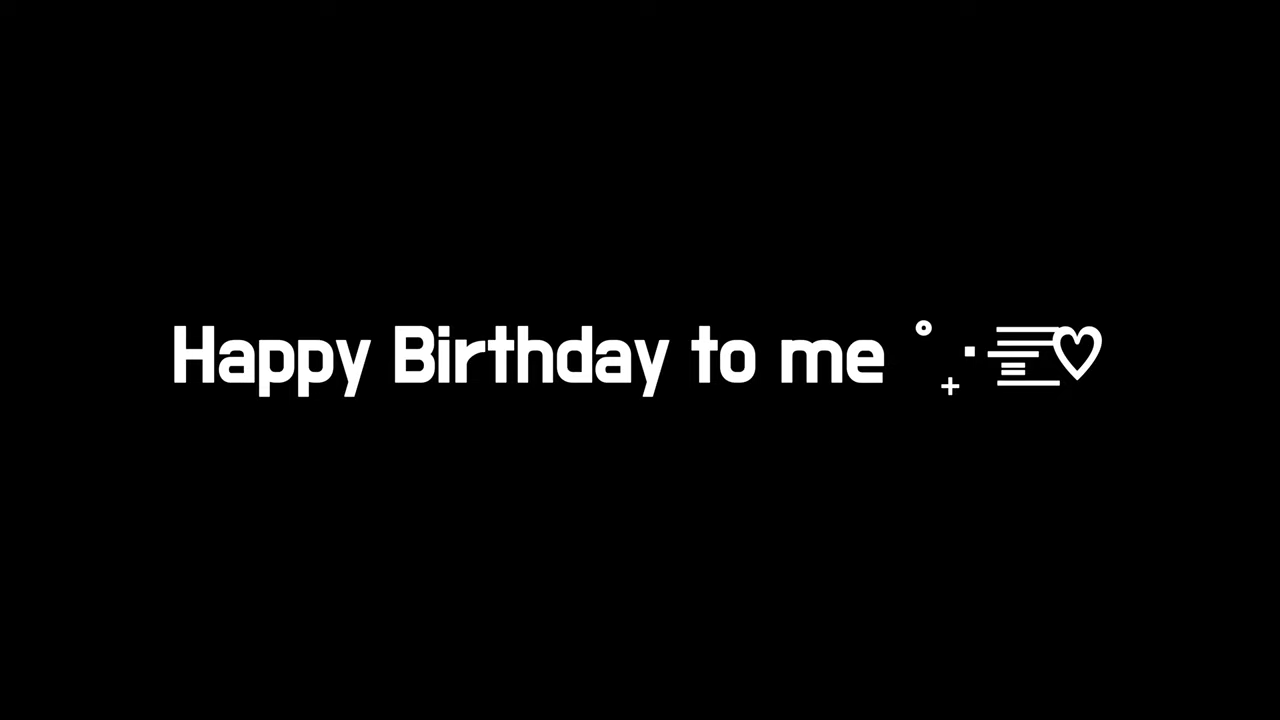 Happy Birthday to me ˚₊‧꒰ა♡